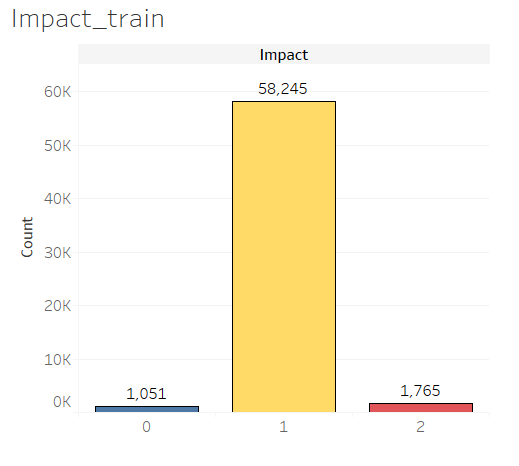 Impact_train
Impact
58,245
1,051
1,765
Count
60K
50K
40K
30K
20K
10K
0K
0 1 2